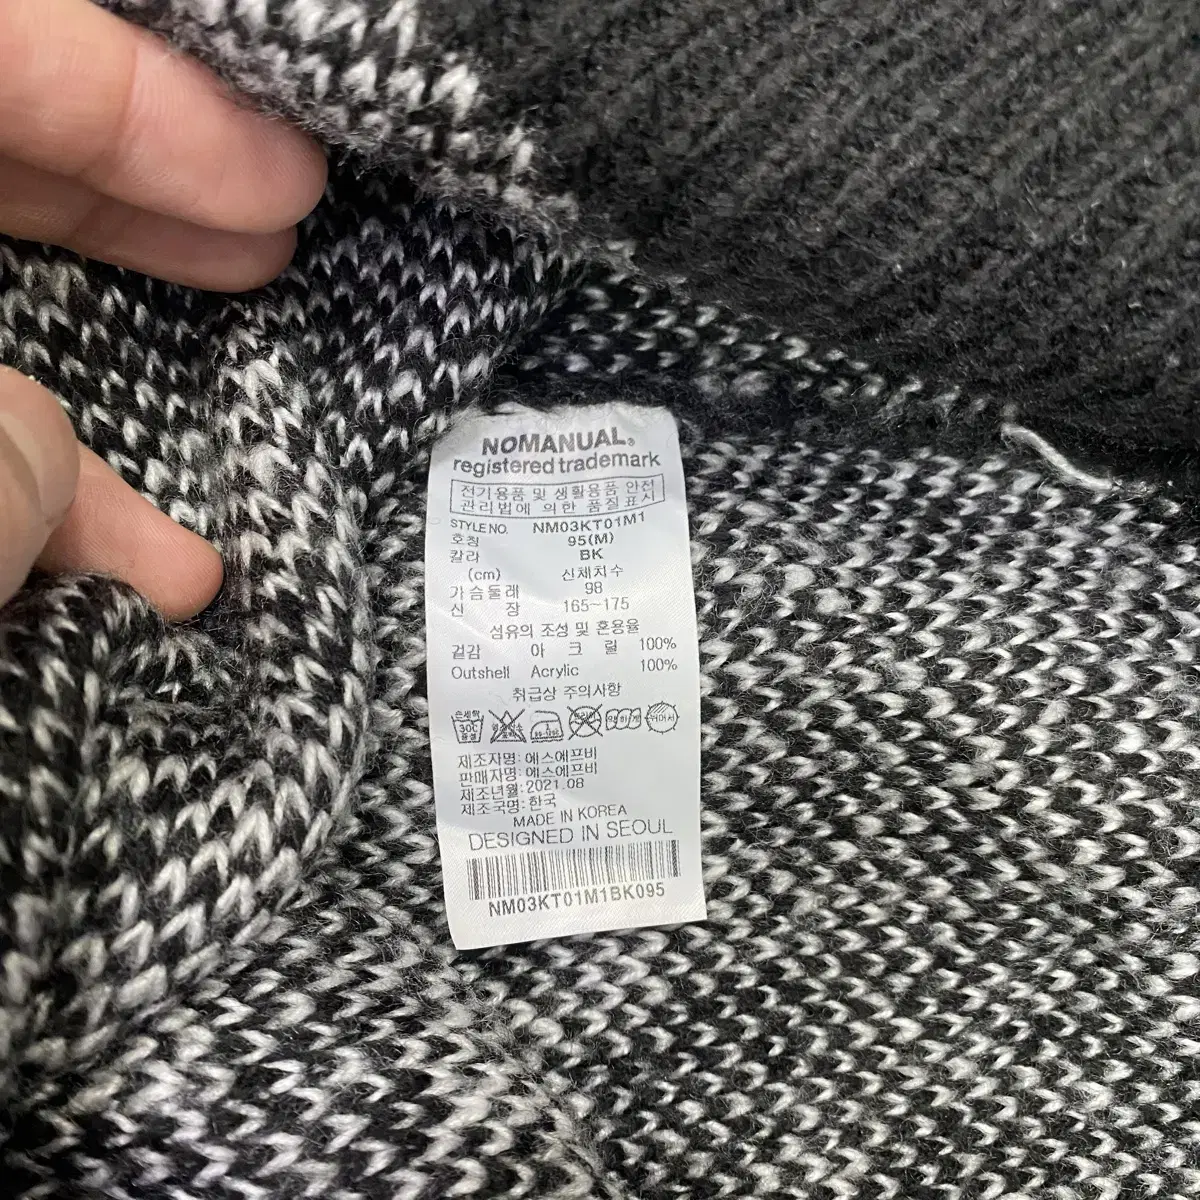 NOMANUAL®
registered trademark
전기용품 및 생활용품 안전
관리법에 의한 품질표시
STYLE NO. NM03KT01M1
호칭 95(M)
칼라 BK
(cm) 신체치수
가슴둘레 98
신 장 165~175
섬유의 조성 및 혼용율
겉감 아 크 릴 100%
Outshell Acrylic 100%
취급상 주의사항
손세탁
30℃
제조자명: 에스에프비
판매자명: 에스에프비
제조년월: 2021.08
제조국명: 한국
MADE IN KOREA
DESIGNED IN SEOUL
NM03KT01M1BK095